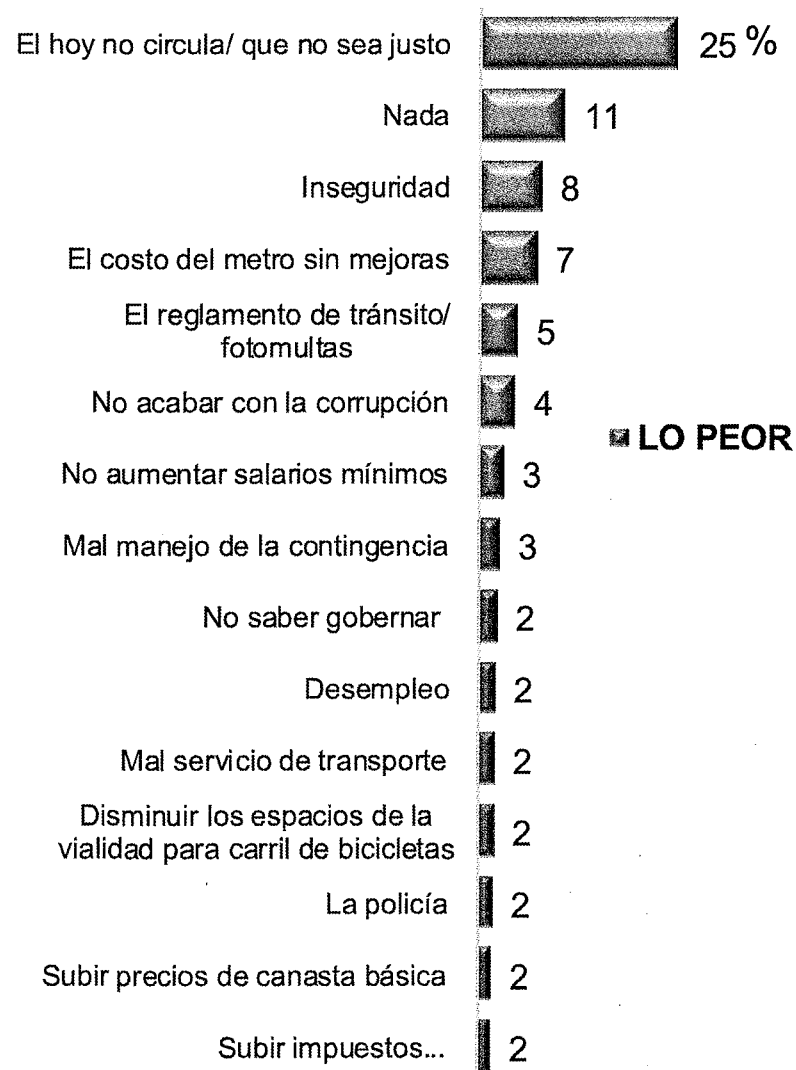 El hoy no circula/ que no sea justo 25 %
Nada 11
Inseguridad 8
El costo del metro sin mejoras 7
El reglamento de tránsito/
fotomultas 5
No acabar con la corrupción 4
LO PEOR
No aumentar salarios mínimos 3
Mal manejo de la contingencia 3
No saber gobernar 2
Desempleo 2
Mal servicio de transporte 2
Disminuir los espacios de la
vialidad para carril de bicicletas 2
La policía 2
Subir precios de canasta básica 2
Subir impuestos... 2